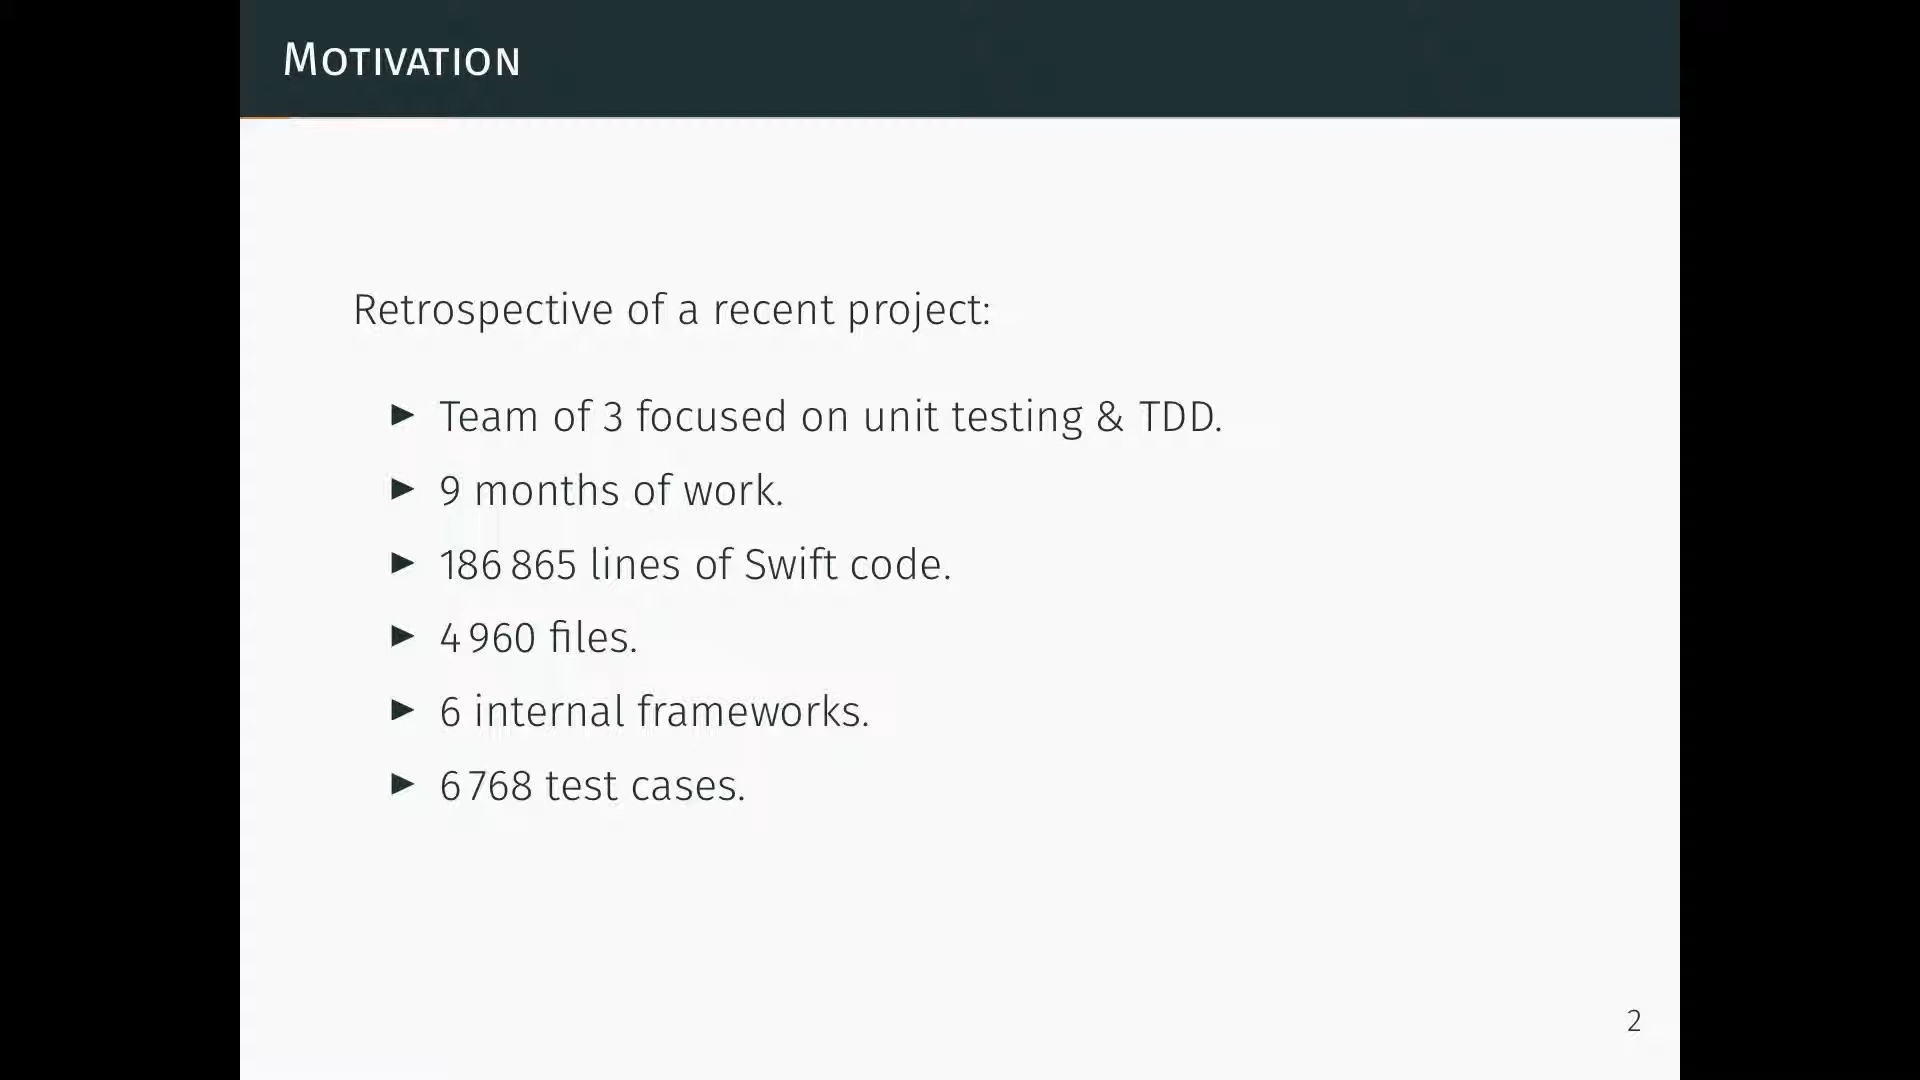 Motivation
Retrospective of a recent project:
▶ Team of 3 focused on unit testing & TDD.
▶ 9 months of work.
▶ 186 865 lines of Swift code.
▶ 4 960 files.
▶ 6 internal frameworks.
▶ 6 768 test cases.
2